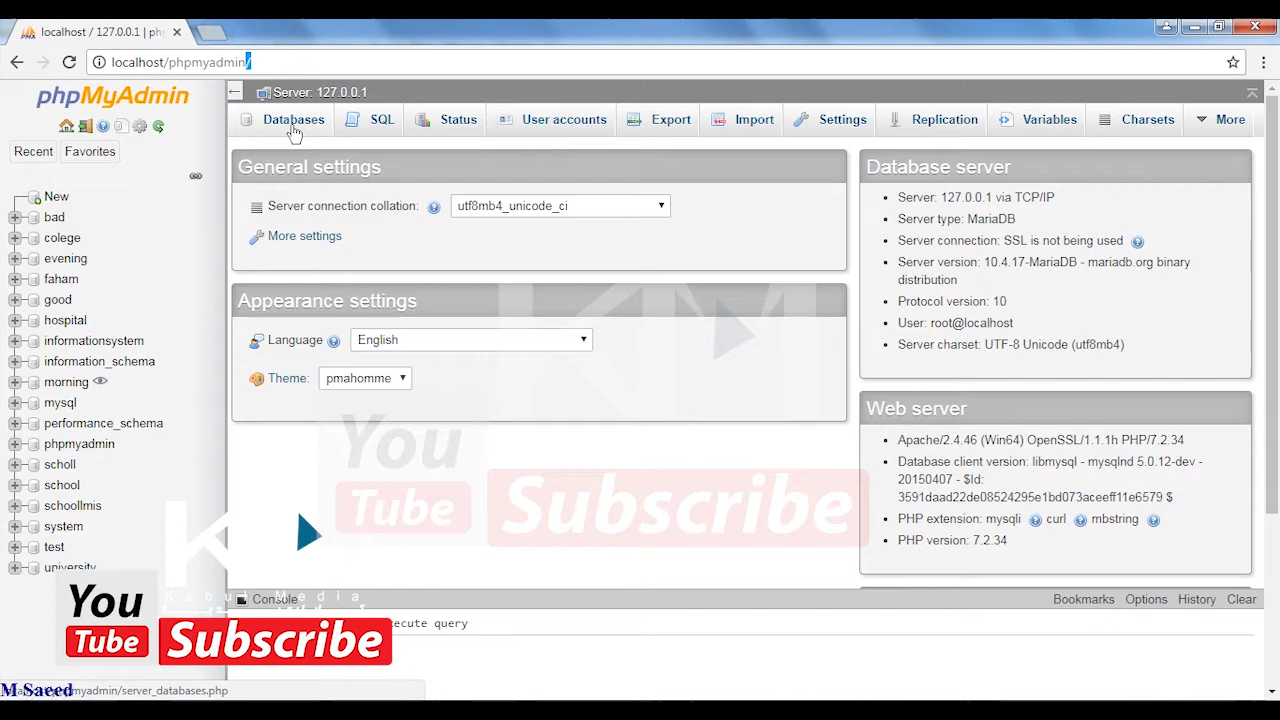 localhost / 127.0.0.1 | ph
localhost/phpmyadmin/
phpMyAdmin
Recent
Favorites
New
bad
colege
evening
faham
good
hospital
informationsystem
information_schema
morning
mysql
performance_schema
phpmyadmin
scholl
school
schoollmis
system
test
university
Server: 127.0.0.1
Databases
SQL
Status
User accounts
Export
Import
Settings
Replication
Variables
Charsets
More
General settings
Server connection collation:
utf8mb4_unicode_ci
More settings
Appearance settings
Language
English
Theme:
pmahomme
Database server
Server: 127.0.0.1 via TCP/IP
Server type: MariaDB
Server connection: SSL is not being used
Server version: 10.4.17-MariaDB - mariadb.org binary
distribution
Protocol version: 10
User: root@localhost
Server charset: UTF-8 Unicode (utf8mb4)
Web server
Apache/2.4.46 (Win64) OpenSSL/1.1.1h PHP/7.2.34
Database client version: libmysql - mysqlnd 5.0.12-dev -
20150407 - $Id:
3591daad22de08524295e1bd073aceeff11e6579 $
PHP extension: mysqli
curl
mbstring
PHP version: 7.2.34
KM
You
Tube
Subscribe
K
Kabul Media
Console
Bookmarks
Options
History
Clear
ecute query
You
Tube
Subscribe
M Saeed
myadmin/server_databases.php